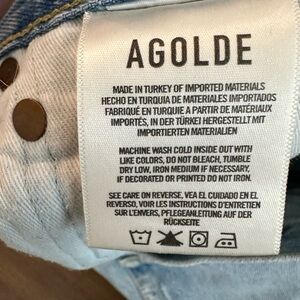 AGOLDE
MADE IN TURKEY OF IMPORTED MATERIALS
HECHO EN TURQUIA DE MATERIALES IMPORTADOS
FABRIQUÉ EN TURQUIE A PARTIR DE MATÉRIAUX
IMPORTÉS, IN DER TÜRKEI HERGESTELLT MIT
IMPORTIERTEN MATERIALIEN
MACHINE WASH COLD INSIDE OUT WITH
LIKE COLORS, DO NOT BLEACH, TUMBLE
DRY LOW, IRON MEDIUM IF NECESSARY,
IF DECORATED OR PRINTED DO NOT IRON.
SEE CARE ON REVERSE, VEA EL CUIDADO EN EL
REVERSO, VOIR LES INSTRUCTIONS D'ENTRETIEN
SUR L'ENVERS, PFLEGEANLEITUNG AUF DER
RÜCKSEITE